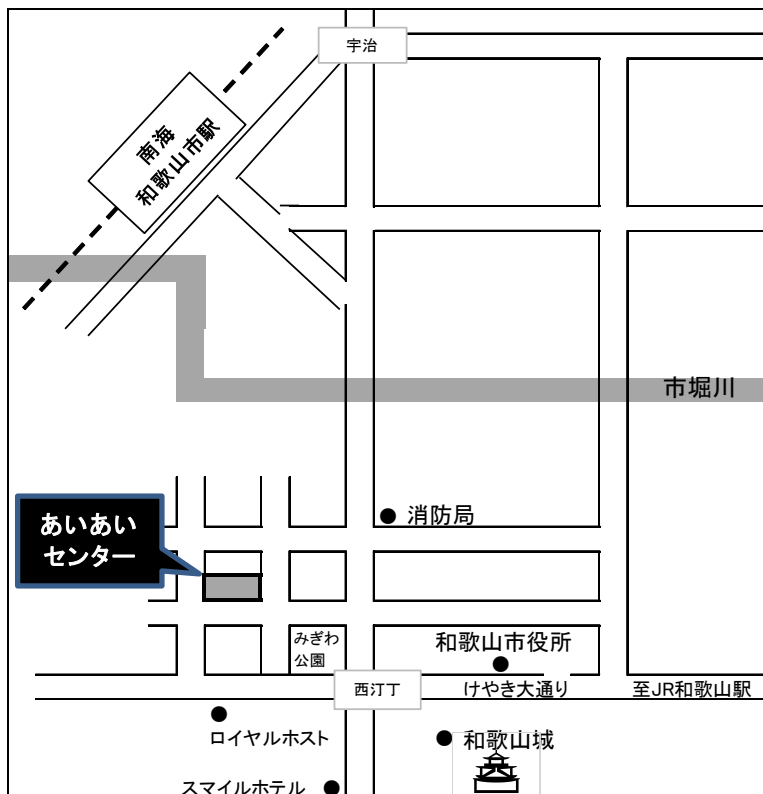 宇治
南海
和歌山市駅
市堀川
消防局
あいあい
センター
みぎわ
公園
和歌山市役所
西汀丁
けやき大通り
至JR和歌山駅
ロイヤルホスト
和歌山城
スマイルホテル